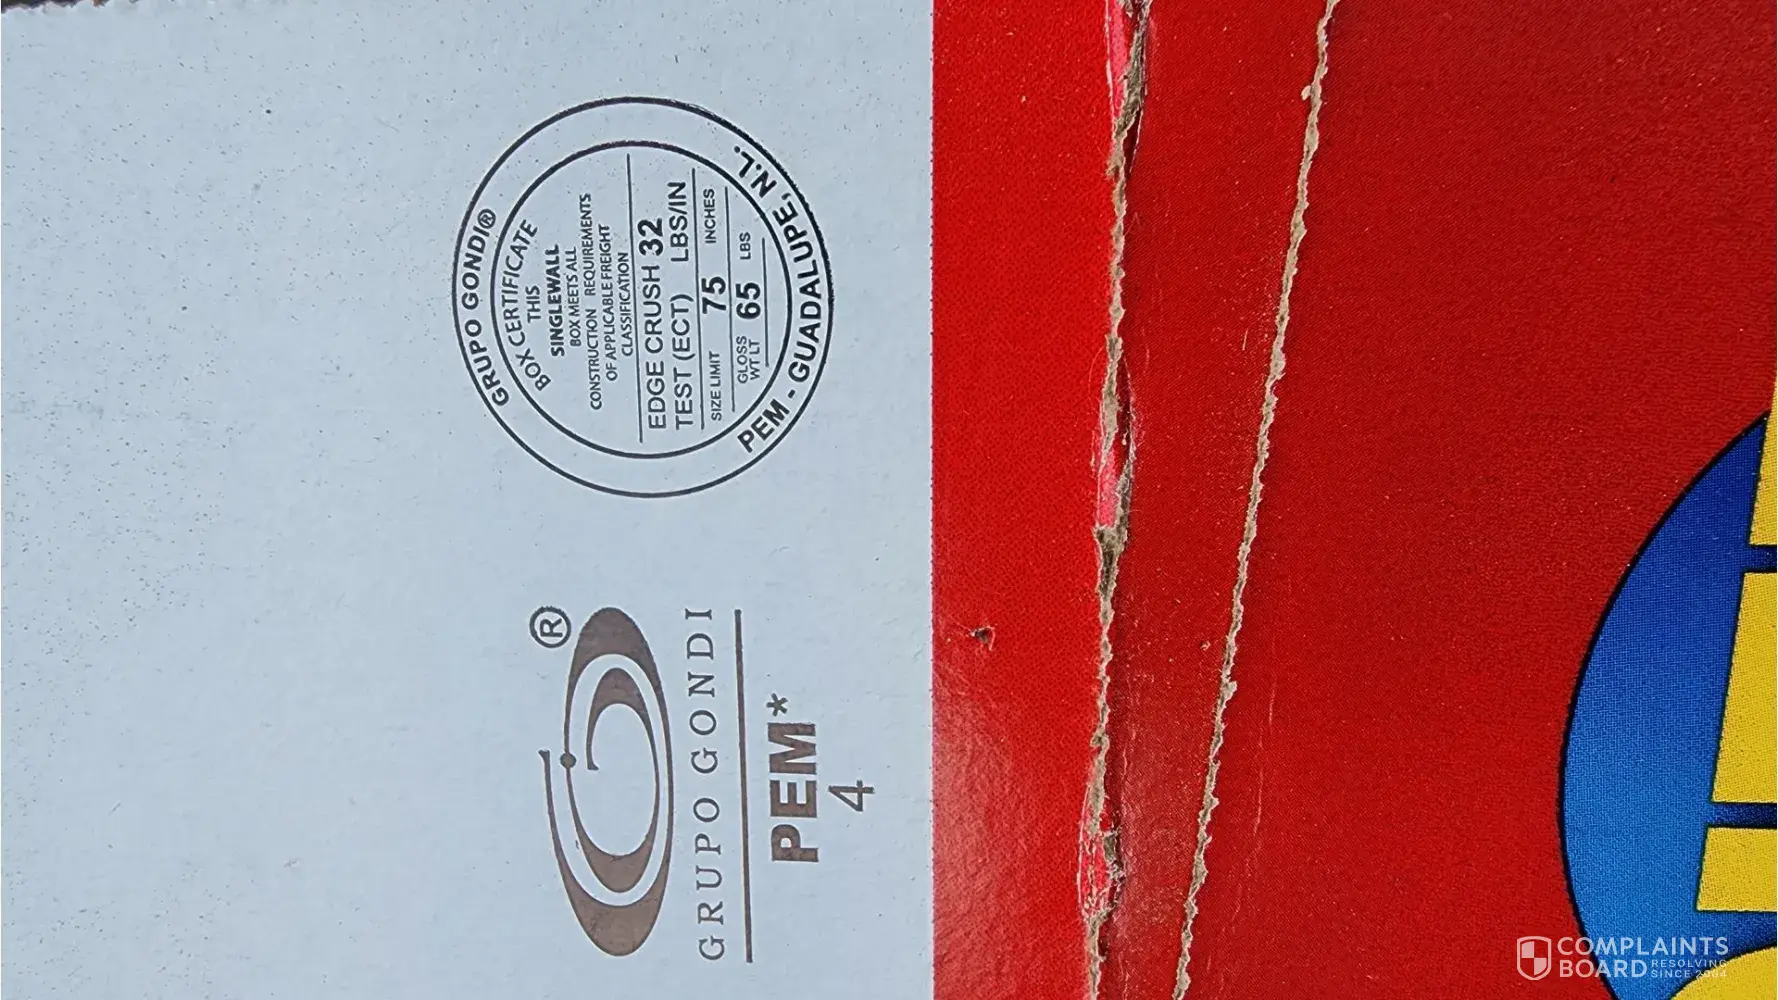 GRUPO GONDI®
BOX CERTIFICATE
THIS
SINGLEWALL
BOX MEETS ALL
CONSTRUCTION REQUIREMENTS
OF APPLICABLE FREIGHT
CLASSIFICATION
EDGE CRUSH 32
TEST (ECT) LBS/IN
SIZE LIMIT 75 INCHES
GLOSS
WT LT 65 LBS
PEM - GUADALUPE, N.L.
®
GRUPO GONDI
PEM*
4
COMPLAINTS
BOARD RESOLVING
SINCE 2004